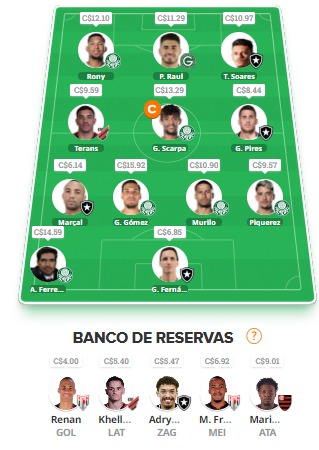 C$12.10 C$11.29 C$10.97
Rony P. Raul T. Soares
C$9.59 C$13.29 C$8.44
C
Terans G. Scarpa G. Pires
C$6.14 C$15.92 C$10.90 C$9.57
Marçal G. Gómez Murilo Piquerez
C$14.59 C$6.85
A. Ferre... G. Ferná...
BANCO DE RESERVAS ?
C$4.00 C$5.40 C$5.47 C$6.92 C$9.01
Renan Khell... Adry... M. Fr... Mari...
GOL LAT ZAG MEI ATA